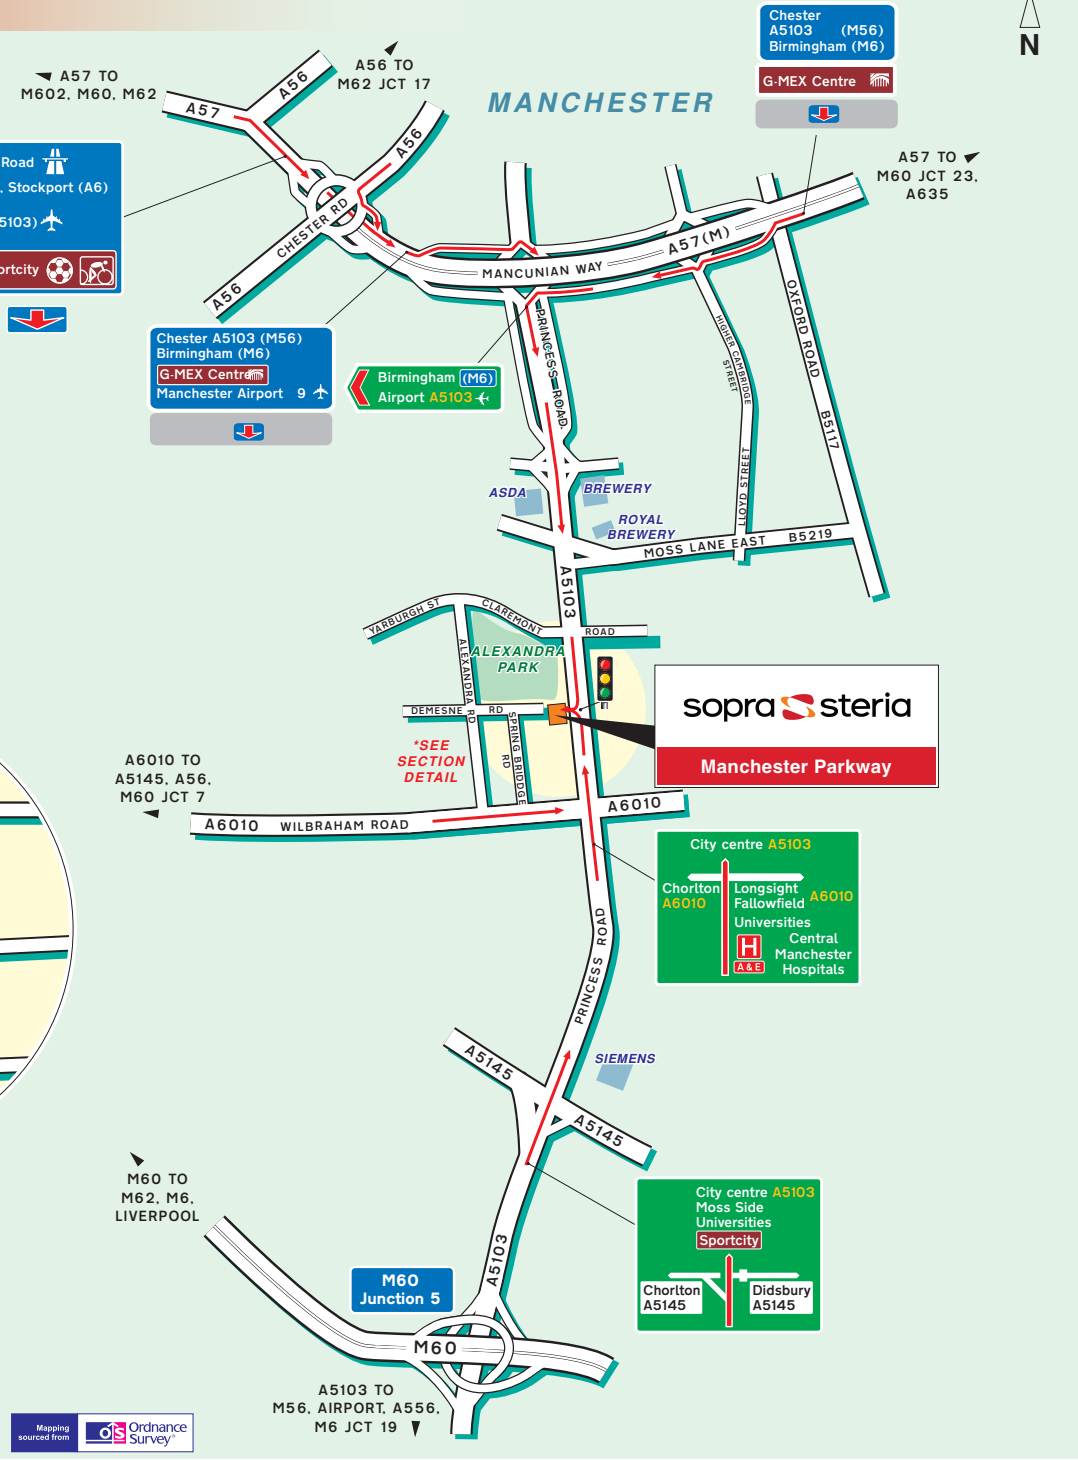 Chester
A5103 (M56)
Birmingham (M6)
G-MEX Centre
N
A57 TO
M602, M60, M62
A56 TO
M62 JCT 17
MANCHESTER
A57 TO
M60 JCT 23,
A635
A57
A56
A56
CHESTER RD
A56
Road
, Stockport (A6)
5103)
ortcity
MANCUNIAN WAY
A57(M)
Chester A5103 (M56)
Birmingham (M6)
G-MEX Centre
Manchester Airport 9
Birmingham (M6)
Airport A5103
PRINCESS ROAD
HIGHER CAMBRIDGE
STREET
OXFORD ROAD
B5117
LLOYD STREET
ASDA
BREWERY
ROYAL
BREWERY
MOSS LANE EAST B5219
A5103
YARBURGH ST
CLAREMONT
ROAD
ALEXANDRA
PARK
ALEXANDRA RD
DEMESNE RD
SPRING BRIDDGE
RD
*SEE
SECTION
DETAIL
sopra steria
Manchester Parkway
A6010 TO
A5145, A56,
M60 JCT 7
A6010 WILBRAHAM ROAD
A6010
City centre A5103
Chorlton
A6010
Longsight
Fallowfield
A6010
Universities
H
A & E
Central
Manchester
Hospitals
PRINCESS ROAD
A5145
SIEMENS
A5145
M60 TO
M62, M6,
LIVERPOOL
City centre A5103
Moss Side
Universities
Sportcity
Chorlton
A5145
Didsbury
A5145
A5103
M60
Junction 5
M60
A5103 TO
M56, AIRPORT, A556,
M6 JCT 19
Mapping
sourced from
OS
Ordnance
Survey®